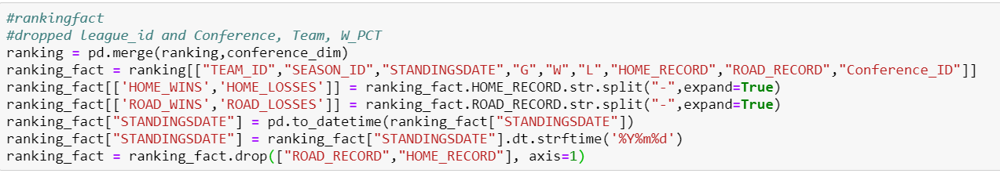 #rankingfact
#dropped league_id and Conference, Team, W_PCT
ranking = pd.merge(ranking,conference_dim)
ranking_fact = ranking[["TEAM_ID","SEASON_ID","STANDINGSDATE","G","W","L","HOME_RECORD","ROAD_RECORD","Conference_ID"]]
ranking_fact[['HOME_WINS','HOME_LOSSES']] = ranking_fact.HOME_RECORD.str.split("-",expand=True)
ranking_fact[['ROAD_WINS','ROAD_LOSSES']] = ranking_fact.ROAD_RECORD.str.split("-",expand=True)
ranking_fact["STANDINGSDATE"] = pd.to_datetime(ranking_fact["STANDINGSDATE"])
ranking_fact["STANDINGSDATE"] = ranking_fact["STANDINGSDATE"].dt.strftime('%Y%m%d')
ranking_fact = ranking_fact.drop(["ROAD_RECORD","HOME_RECORD"], axis=1)